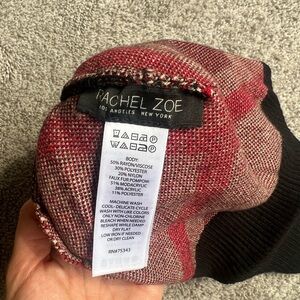 RACHEL ZOE
LOS ANGELES NEW YORK
BODY:
50% RAYON/VISCOSE
30% POLYESTER
20% NYLON
FAUX FUR POMPOM:
51% MODACRYLIC
38% ACRYLIC
11% POLYESTER
MACHINE WASH
COOL-DELICATE CYCLE
WASH WITH LIKE COLORS
ONLY NON-CHLORINE
BLEACH WHEN NEEDED
RESHAPE WHILE DAMP
DRY FLAT
LOW IRON IF NEEDED
OR DRY CLEAN
RN#75343